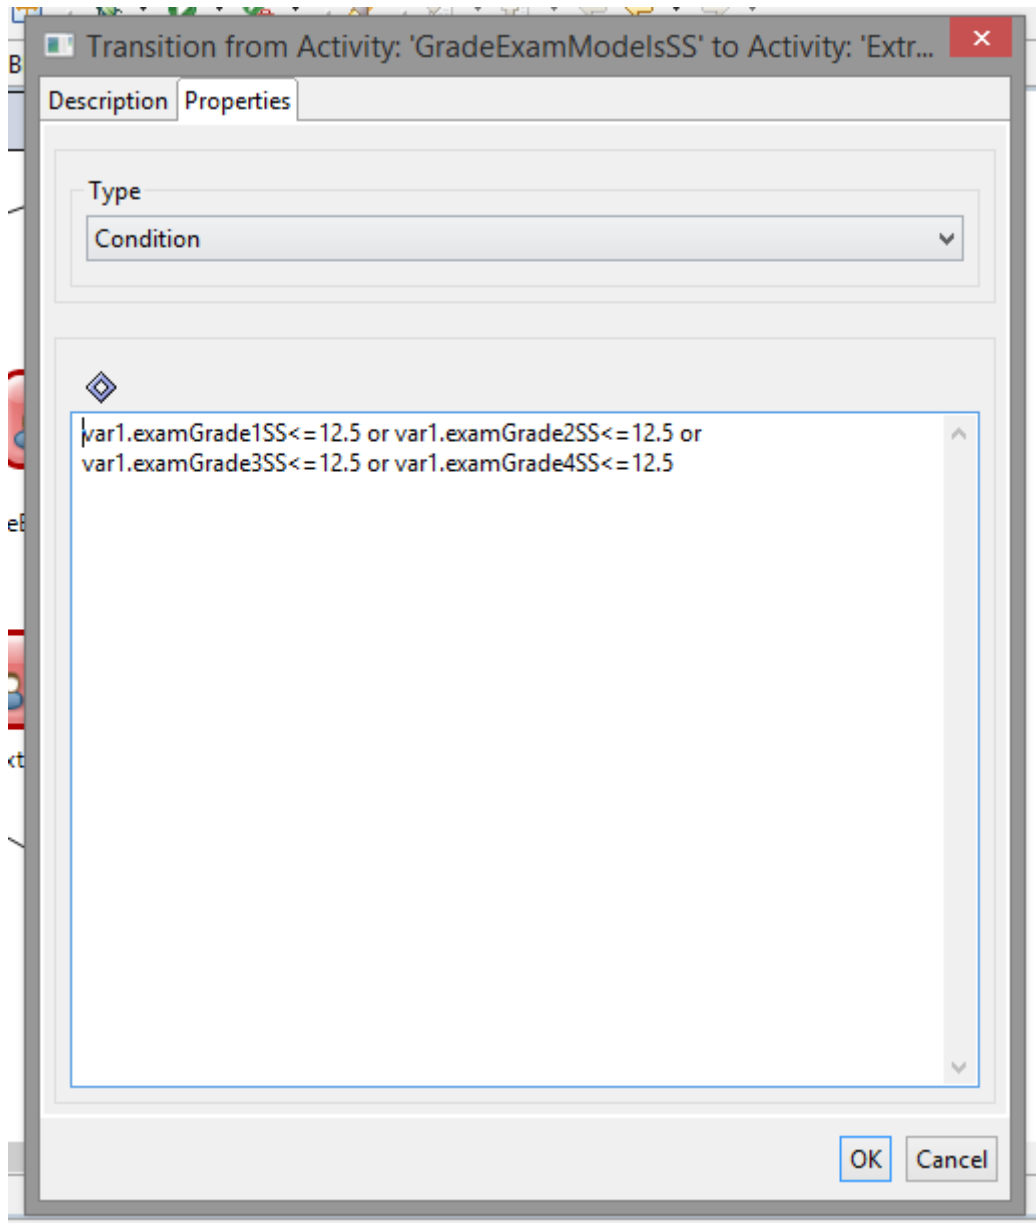 Transition from Activity: 'GradeExamModelsSS' to Activity: 'Extr...
B
Description
Properties
Type
Condition
var1.examGrade1SS<=12.5 or var1.examGrade2SS<=12.5 or
var1.examGrade3SS<=12.5 or var1.examGrade4SS<=12.5
xt
OK
Cancel